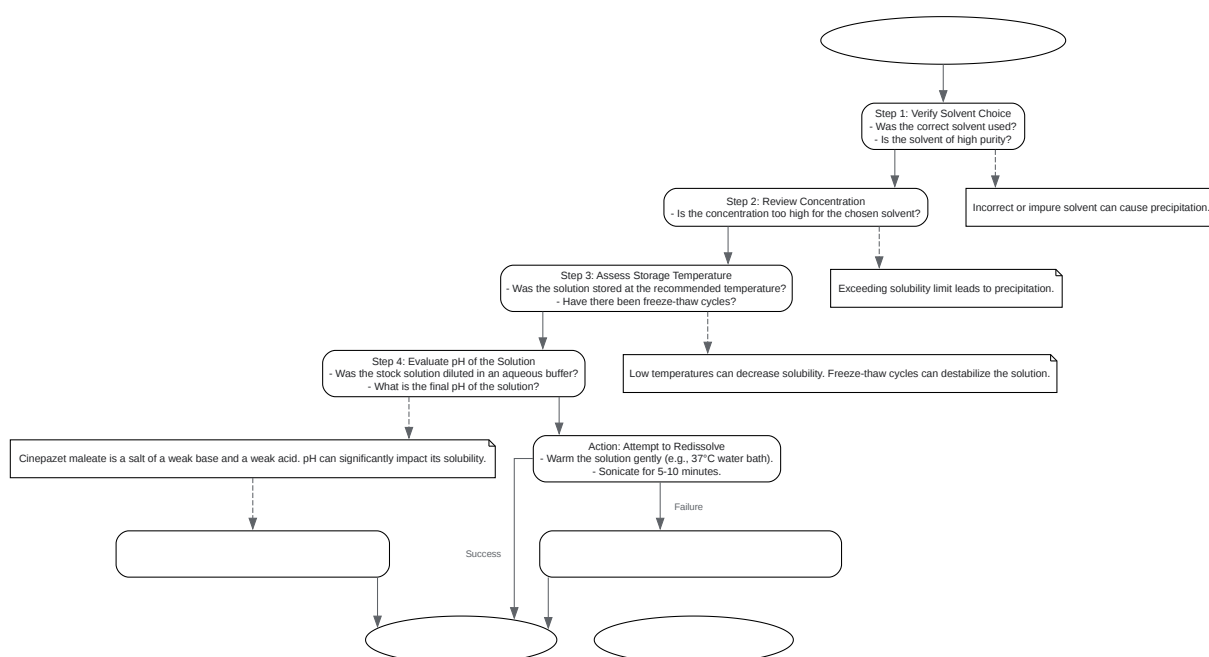 Step 1: Verify Solvent Choice
- Was the correct solvent used?
- Is the solvent of high purity?
Step 2: Review Concentration
- Is the concentration too high for the chosen solvent?
Incorrect or impure solvent can cause precipitation.
Step 3: Assess Storage Temperature
- Was the solution stored at the recommended temperature?
- Have there been freeze-thaw cycles?
Exceeding solubility limit leads to precipitation.
Step 4: Evaluate pH of the Solution
- Was the stock solution diluted in an aqueous buffer?
- What is the final pH of the solution?
Low temperatures can decrease solubility. Freeze-thaw cycles can destabilize the solution.
Cinepazet maleate is a salt of a weak base and a weak acid. pH can significantly impact its solubility.
Action: Attempt to Redissolve
- Warm the solution gently (e.g., 37°C water bath).
- Sonicate for 5-10 minutes.
Failure
Success